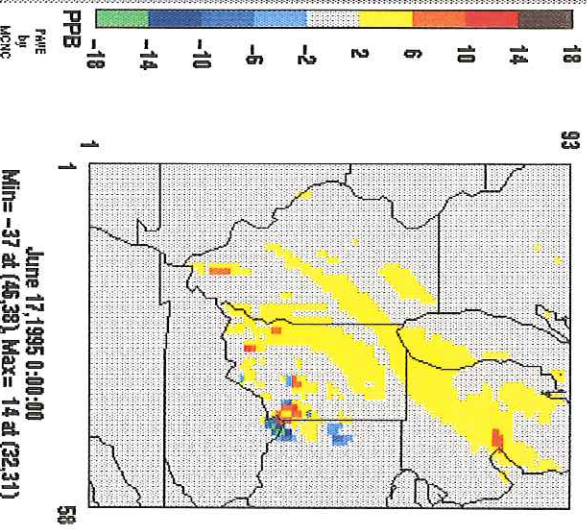 18
14
10
6
2
-2
-6
-10
-14
-18
PPB
PAVE
by
MCNC
93
1
1
58
June 17,1995 0:00:00
Min= -37 at (46,38), Max= 14 at (32,31)